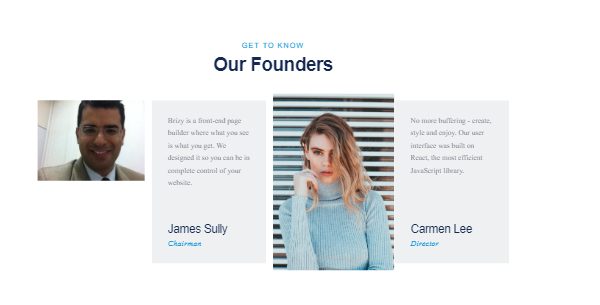 GET TO KNOW
Our Founders
Brizy is a front-end page
builder where what you see
is what you get. We
designed it so you can be in
complete control of your
website.
James Sully
Chairman
No more buffering - create,
style and enjoy. Our user
interface was built on
React, the most efficient
JavaScript library.
Carmen Lee
Director